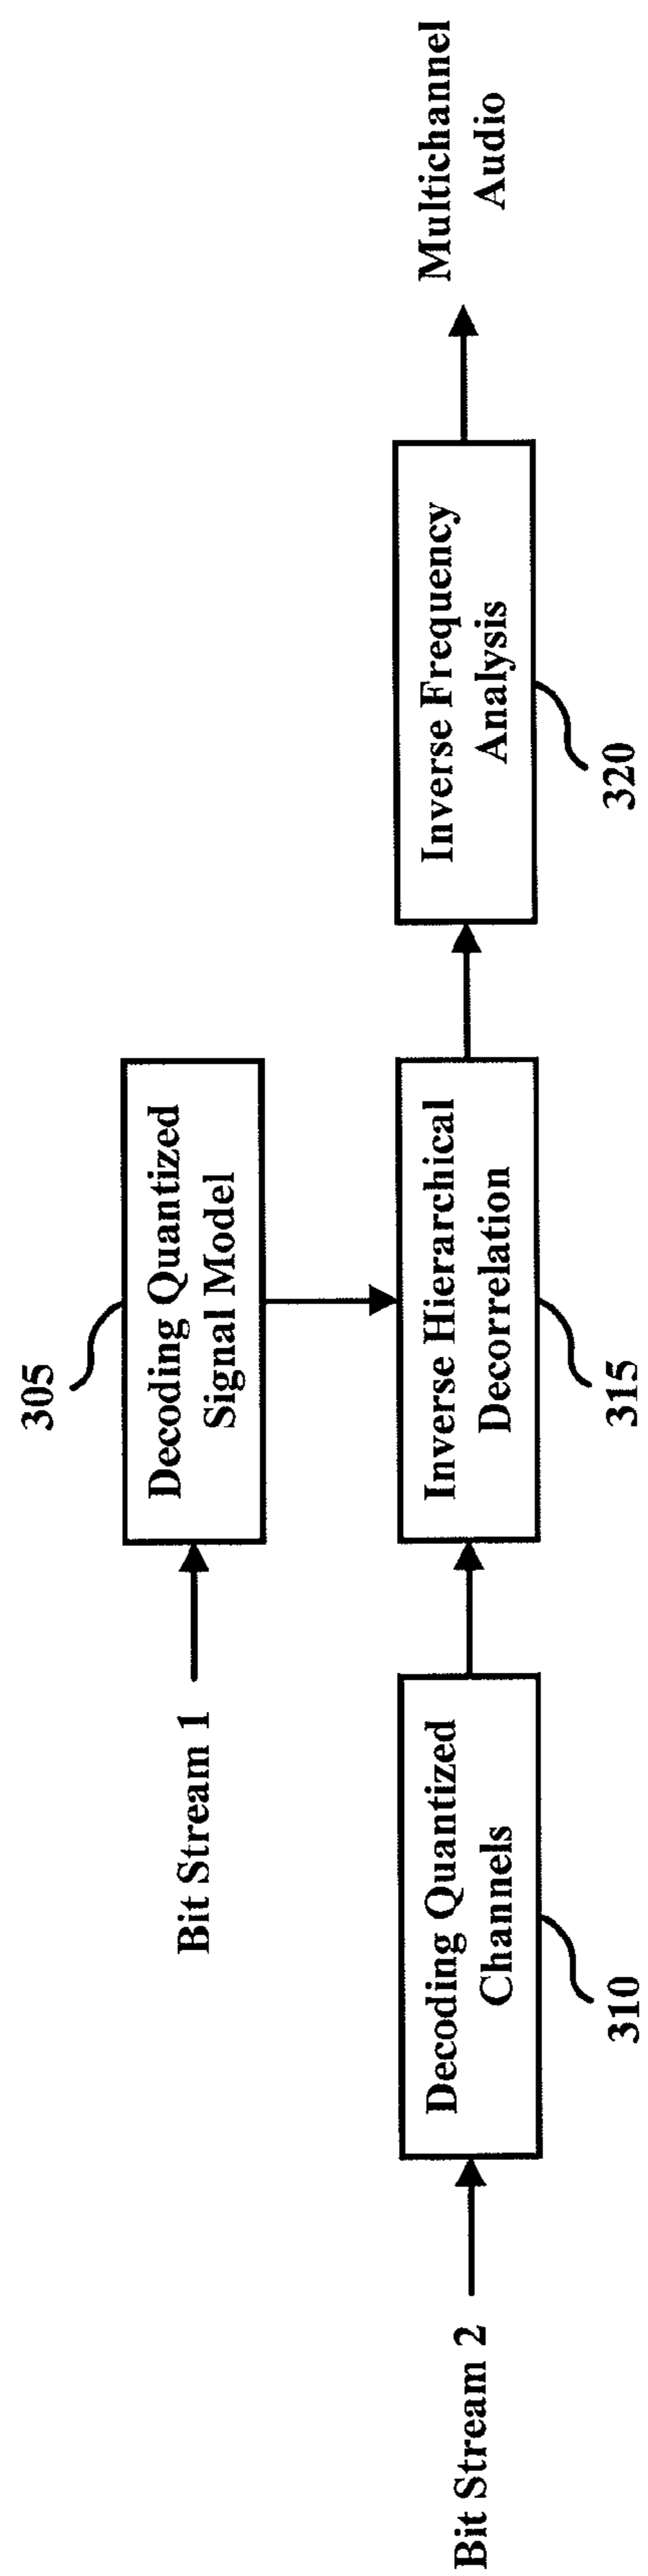 305
Bit Stream 1
Decoding Quantized
Signal Model
Bit Stream 2
Decoding Quantized
Channels
310
Inverse Hierarchical
Decorrelation
315
Inverse Frequency
Analysis
320
Multichannel
Audio